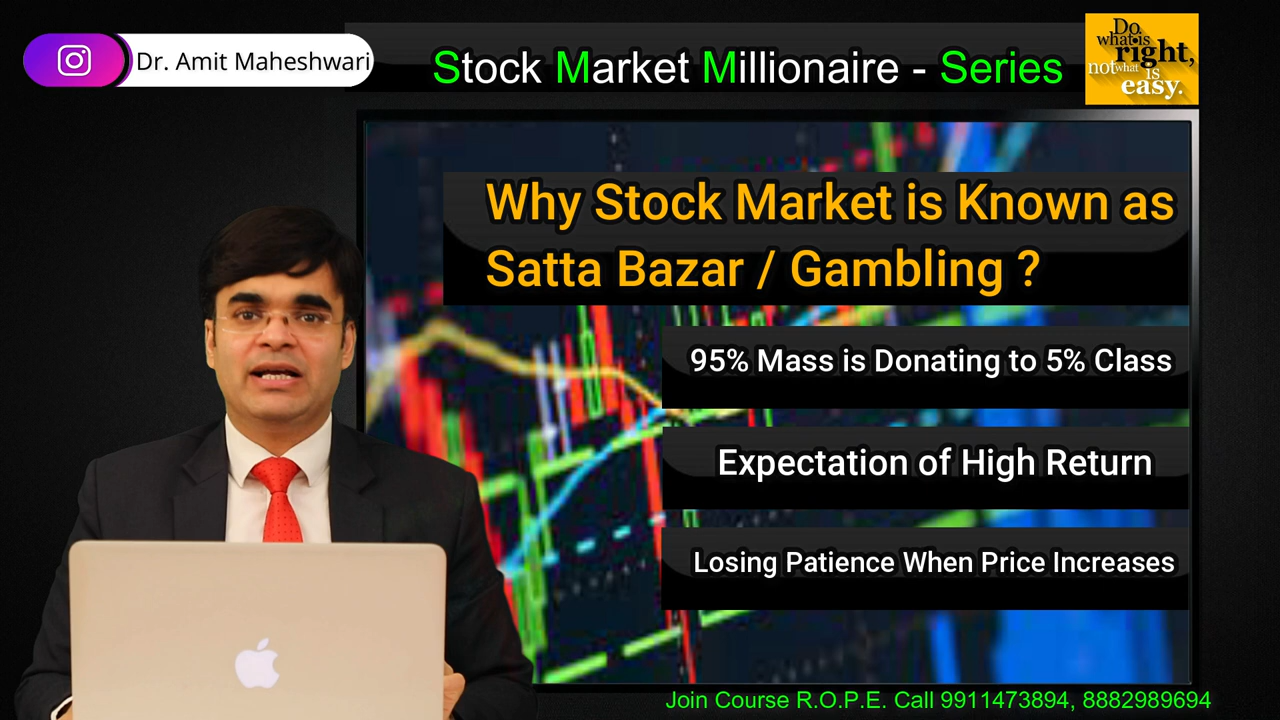 Dr. Amit Maheshwari
Stock Market Millionaire - Series
Do
what is
right,
not what is
easy.
Why Stock Market is Known as
Satta Bazar / Gambling ?
95% Mass is Donating to 5% Class
Expectation of High Return
Losing Patience When Price Increases
Join Course R.O.P.E. Call 9911473894, 8882989694